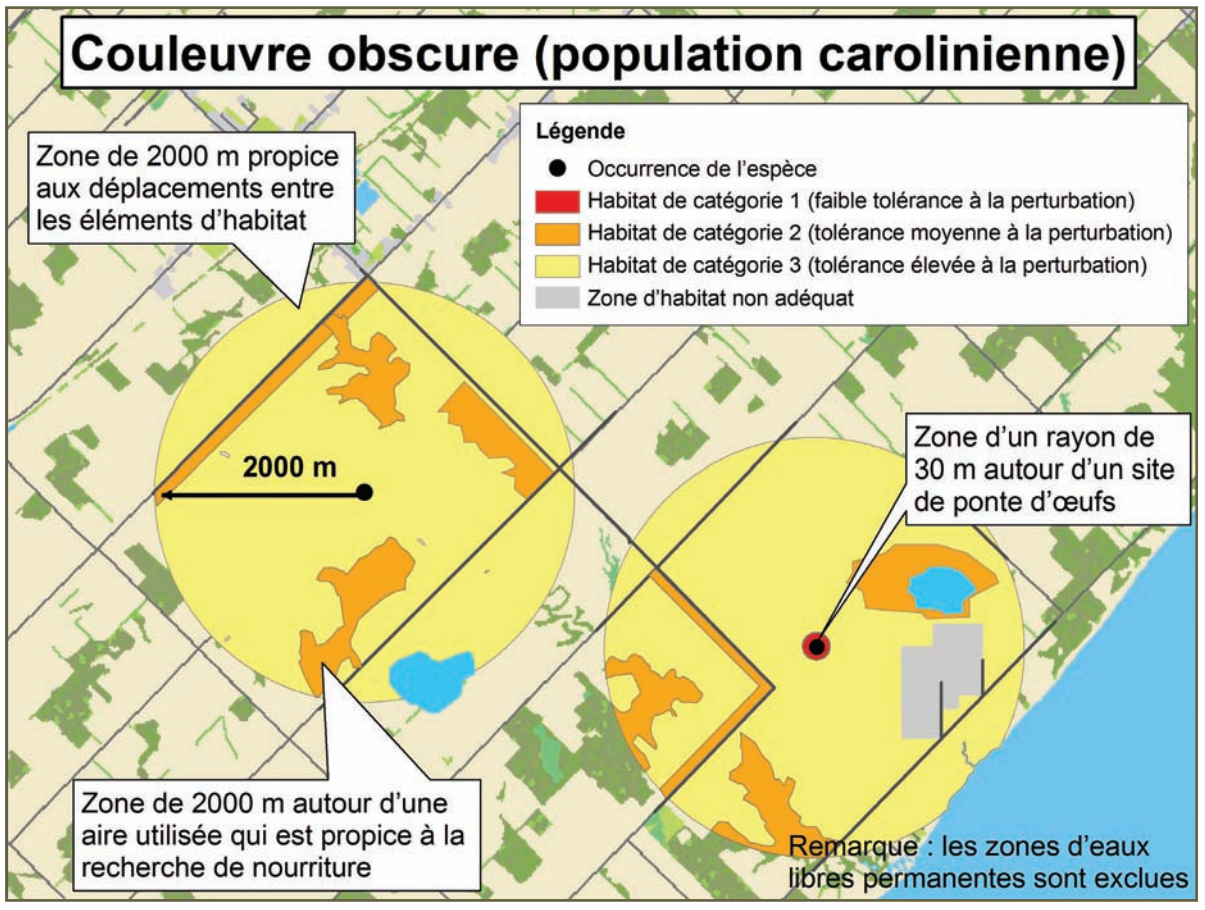 Couleuvre obscure (population carolinienne)
Zone de 2000 m propice
aux déplacements entre
les éléments d'habitat
Légende
Occurrence de l'espèce
Habitat de catégorie 1 (faible tolérance à la perturbation)
Habitat de catégorie 2 (tolérance moyenne à la perturbation)
Habitat de catégorie 3 (tolérance élevée à la perturbation)
Zone d'habitat non adéquat
2000 m
Zone d'un rayon de
30 m autour d'un site
de ponte d'œufs
Zone de 2000 m autour d'une
aire utilisée qui est propice à la
recherche de nourriture
Remarque : les zones d'eaux
libres permanentes sont exclues